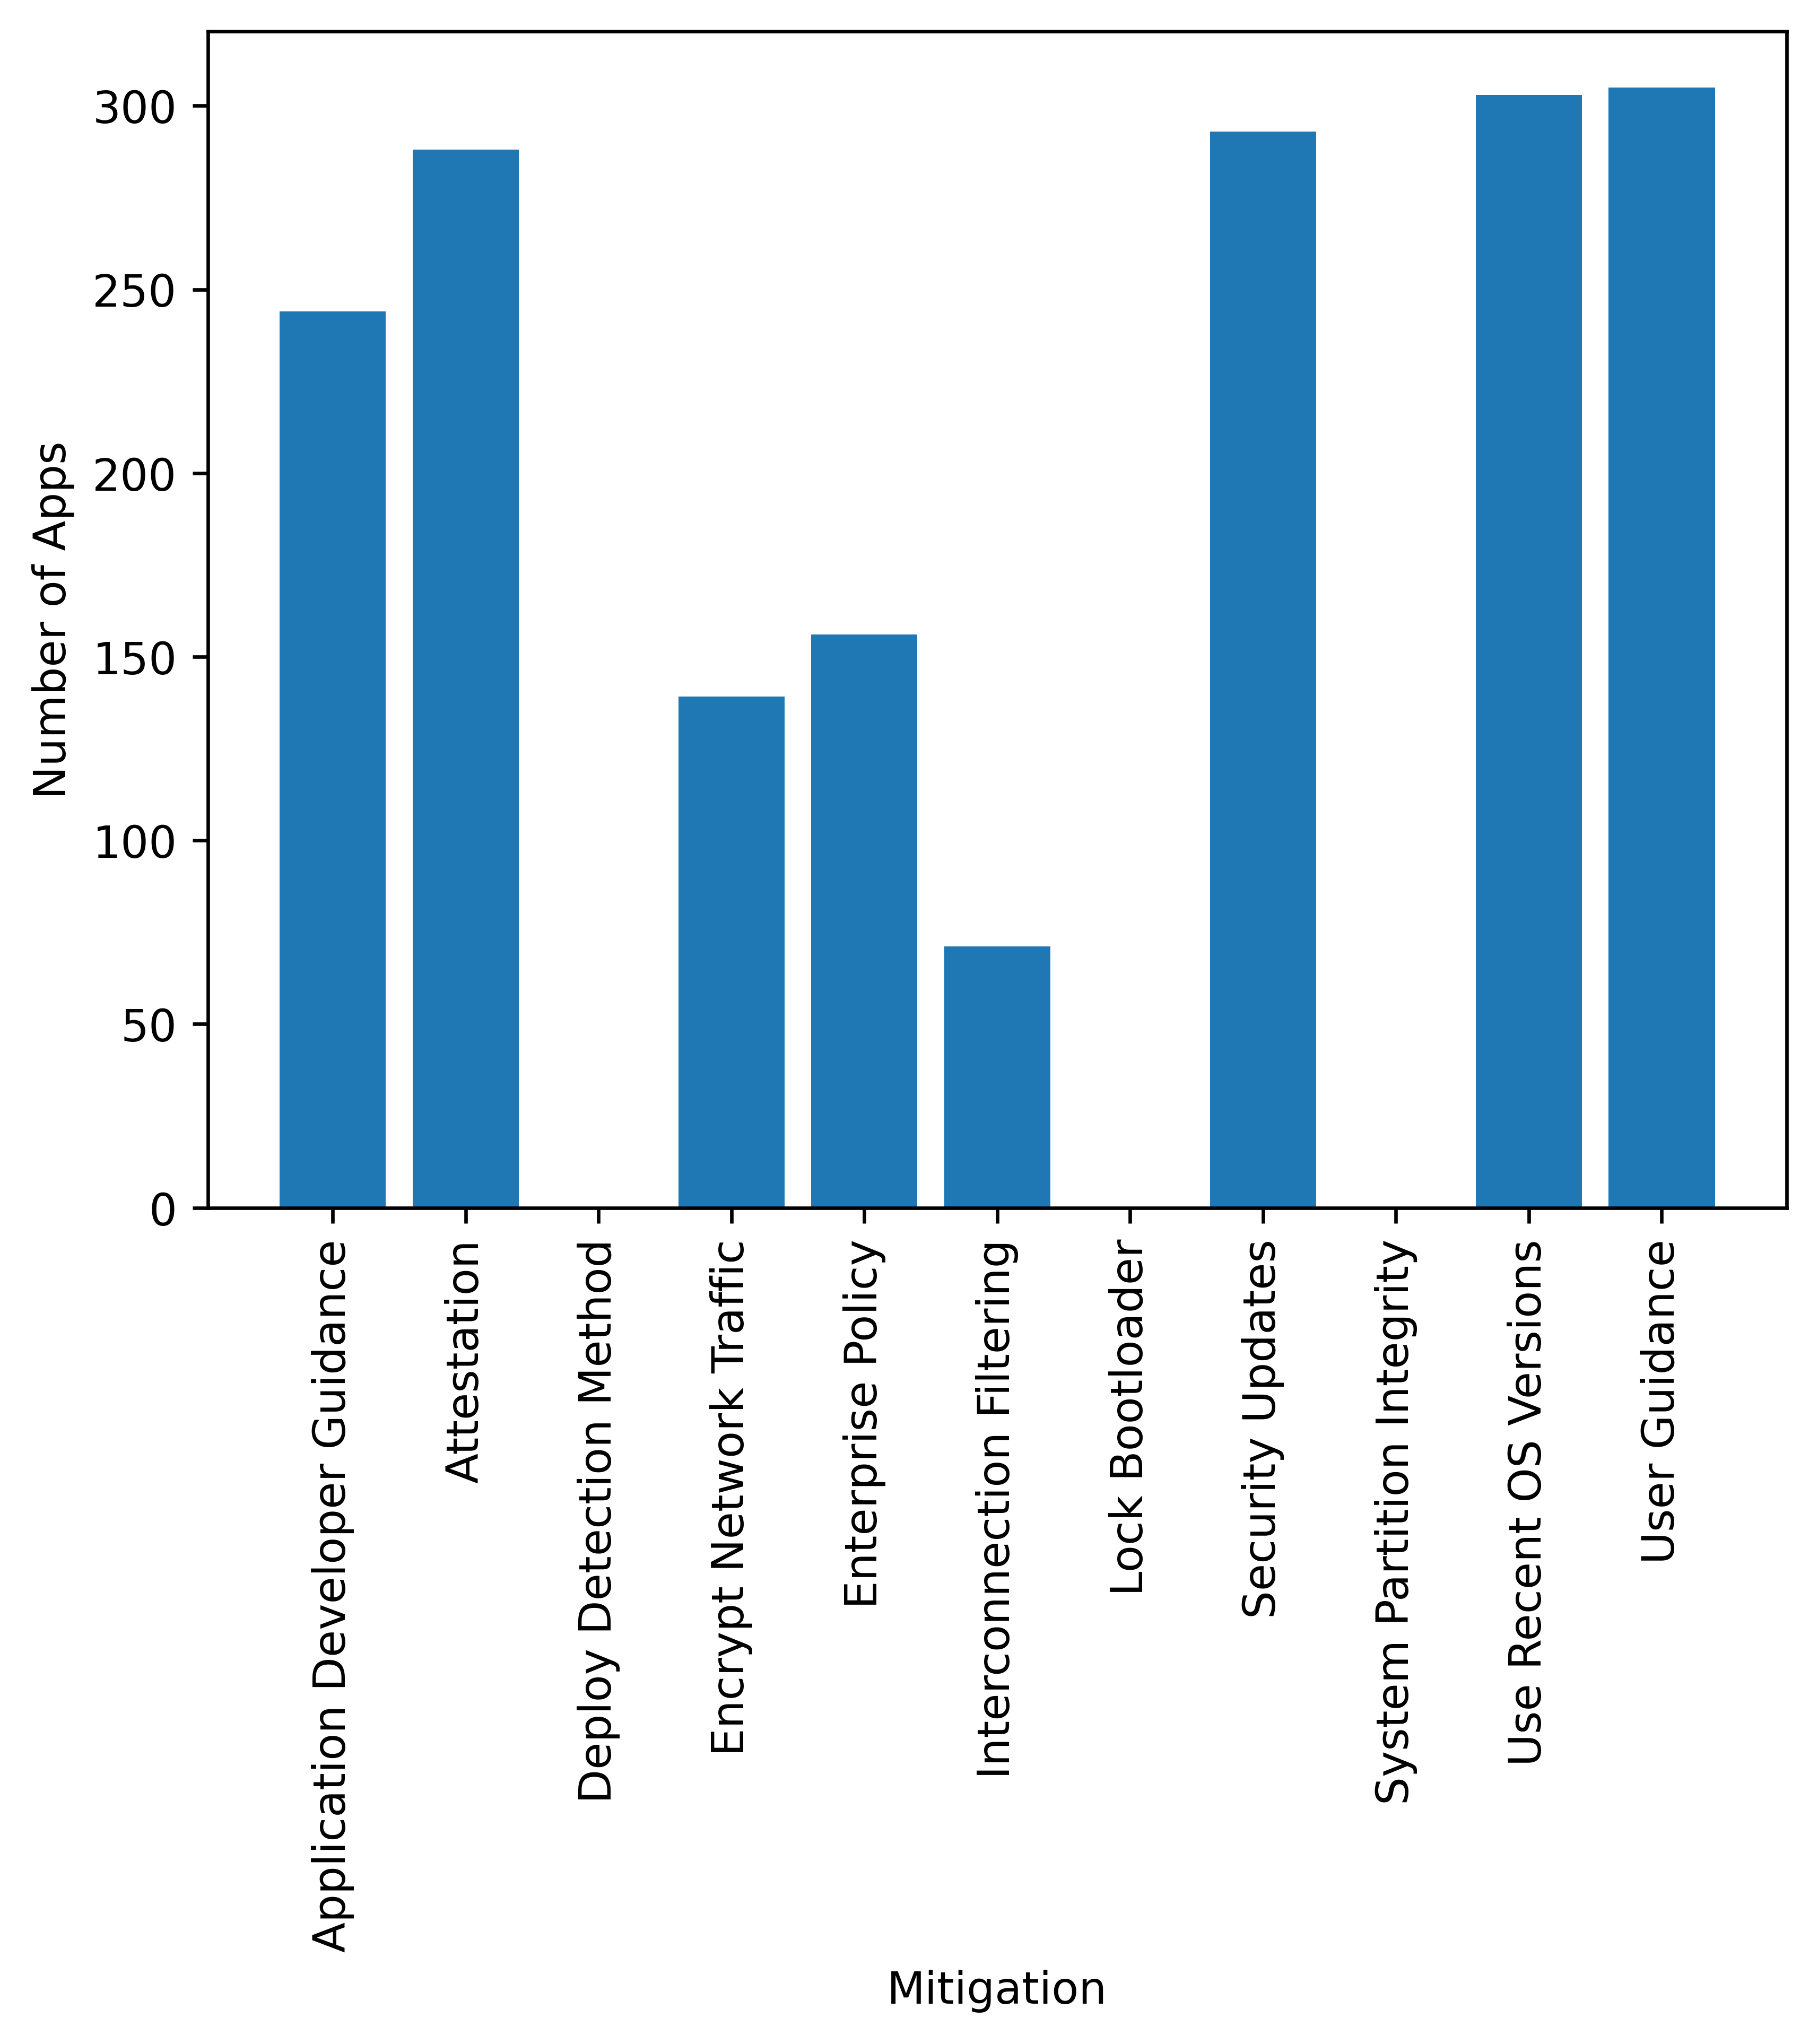 Number of Apps
300
250
200
150
100
50
0
Application Developer Guidance
Attestation
Deploy Detection Method
Encrypt Network Traffic
Enterprise Policy
Interconnection Filtering
Lock Bootloader
Security Updates
System Partition Integrity
Use Recent OS Versions
User Guidance
Mitigation